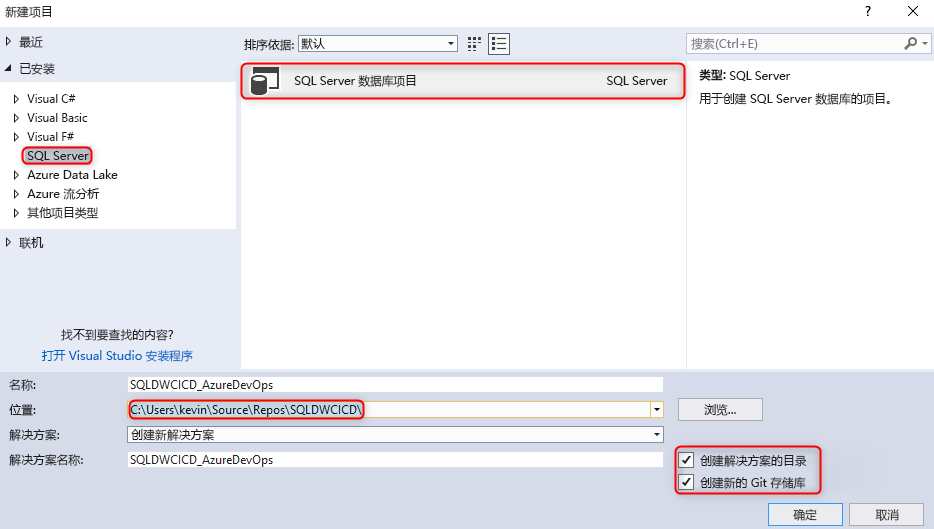 新建项目
?
最近
已安装
Visual C#
Visual Basic
Visual F#
SQL Server
Azure Data Lake
Azure 流分析
其他项目类型
联机
找不到要查找的内容?
打开 Visual Studio 安装程序
排序依据: 默认
SQL Server 数据库项目 SQL Server
搜索(Ctrl+E)
类型: SQL Server
用于创建 SQL Server 数据库的项目。
名称: SQLDWCICD_AzureDevOps
位置: C:\Users\kevin\Source\Repos\SQLDWCICD\ 浏览...
解决方案: 创建新解决方案
解决方案名称: SQLDWCICD_AzureDevOps
创建解决方案的目录
创建新的 Git 存储库
确定 取消